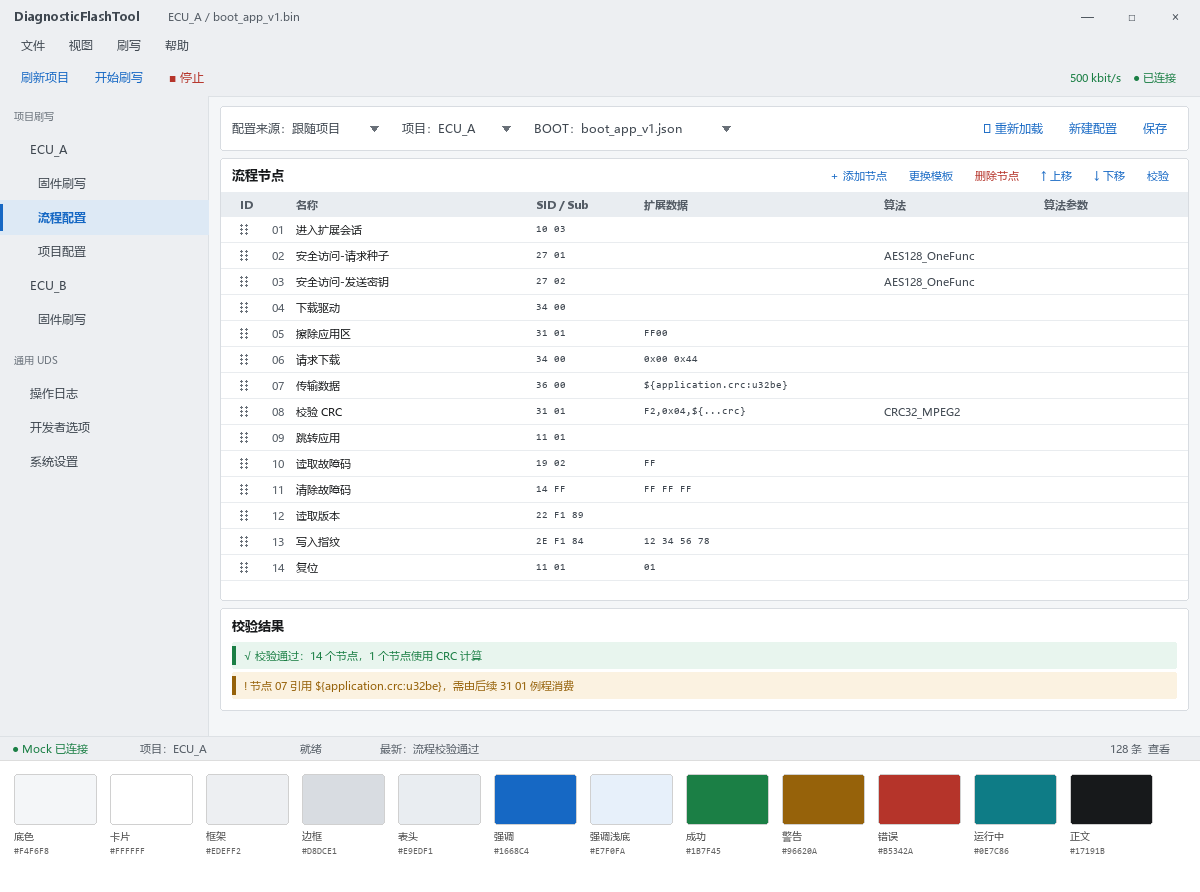 DiagnosticFlashTool ECU_A / boot_app_v1.bin
文件 视图 刷写 帮助
刷新项目 开始刷写 ■ 停止 500 kbit/s ● 已连接
项目刷写
ECU_A
固件刷写
流程配置
项目配置
ECU_B
固件刷写
通用 UDS
操作日志
开发者选项
系统设置
配置来源: 跟随项目 项目: ECU_A BOOT: boot_app_v1.json 重新加载 新建配置 保存
流程节点 + 添加节点 更换模板 删除节点 ↑ 上移 ↓ 下移 校验
ID 名称 SID / Sub 扩展数据 算法 算法参数
01 进入扩展会话 10 03
02 安全访问-请求种子 27 01 AES128_OneFunc
03 安全访问-发送密钥 27 02 AES128_OneFunc
04 下载驱动 34 00
05 擦除应用区 31 01 FF00
06 请求下载 34 00 0x00 0x44
07 传输数据 36 00 ${application.crc:u32be}
08 校验 CRC 31 01 F2,0x04,${...crc} CRC32_MPEG2
09 跳转应用 11 01
10 读取故障码 19 02 FF
11 清除故障码 14 FF FF FF FF
12 读取版本 22 F1 89
13 写入指纹 2E F1 84 12 34 56 78
14 复位 11 01 01
校验结果
√ 校验通过: 14 个节点, 1 个节点使用 CRC 计算
! 节点 07 引用 ${application.crc:u32be}, 需由后续 31 01 例程消费
● Mock 已连接 项目: ECU_A 就绪 最新: 流程校验通过 128 条 查看
底色 卡片 框架 边框 表头 强调 强调浅底 成功 警告 错误 运行中 正文
#F4F6F8 #FFFFFF #EDEFF2 #D8DCE1 #E9EDF1 #1668C4 #E7F0FA #1B7F45 #96620A #B5342A #0E7C86 #17191B